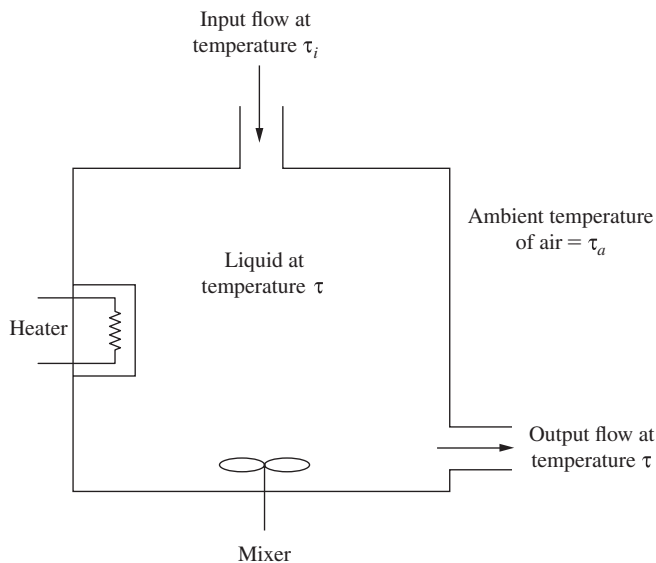 Input flow at
temperature τᵢ
Ambient temperature
of air = τₐ
Liquid at
temperature τ
Heater
Output flow at
temperature τ
Mixer